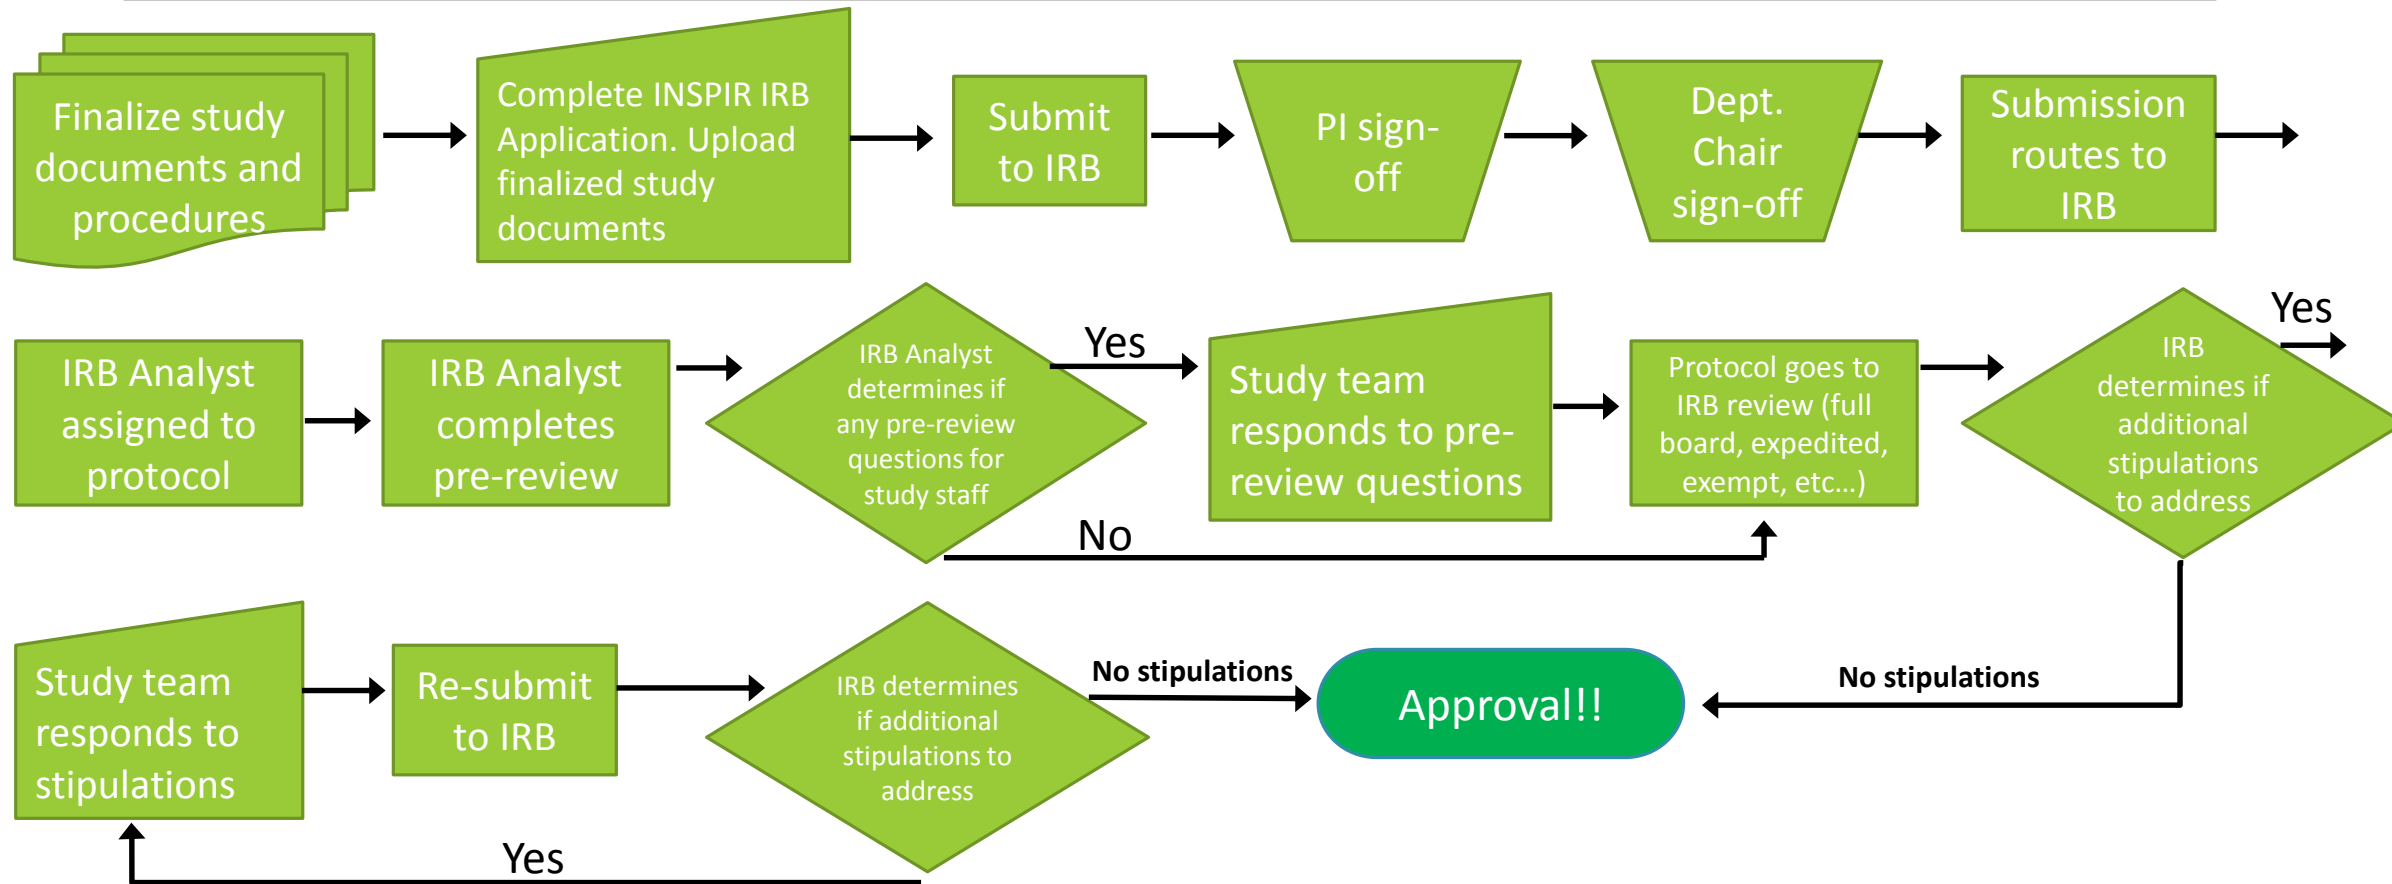 Finalize study
documents and
procedures
Complete INSPIR IRB
Application. Upload
finalized study
documents
Submit
to IRB
PI sign-
off
Dept.
Chair
sign-off
Submission
routes to
IRB
IRB Analyst
assigned to
protocol
IRB Analyst
completes
pre-review
IRB Analyst
determines if
any pre-review
questions for
study staff
Yes
No
Study team
responds to pre-
review questions
Protocol goes to
IRB review (full
board, expedited,
exempt, etc...)
IRB
determines if
additional
stipulations
to address
Yes
Study team
responds to
stipulations
Re-submit
to IRB
IRB determines
if additional
stipulations to
address
No stipulations
Approval!!
No stipulations
Yes